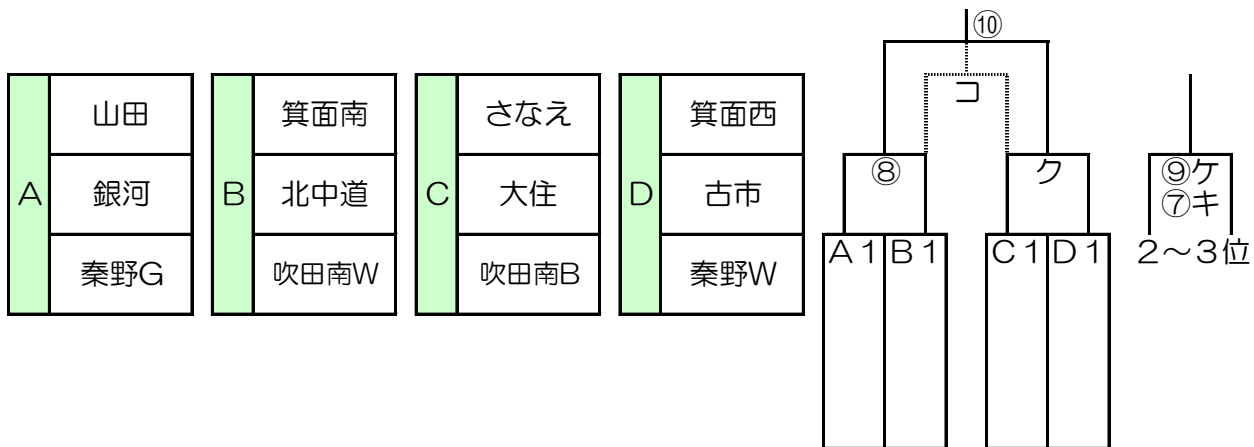 ⑩
コ
山田
箕面南
さなえ
箕面西
A
銀河
B
北中道
C
大住
D
古市
秦野G
吹田南W
吹田南B
秦野W
⑧
ク
⑨ケ
⑦キ
A1
B1
C1
D1
2～3位